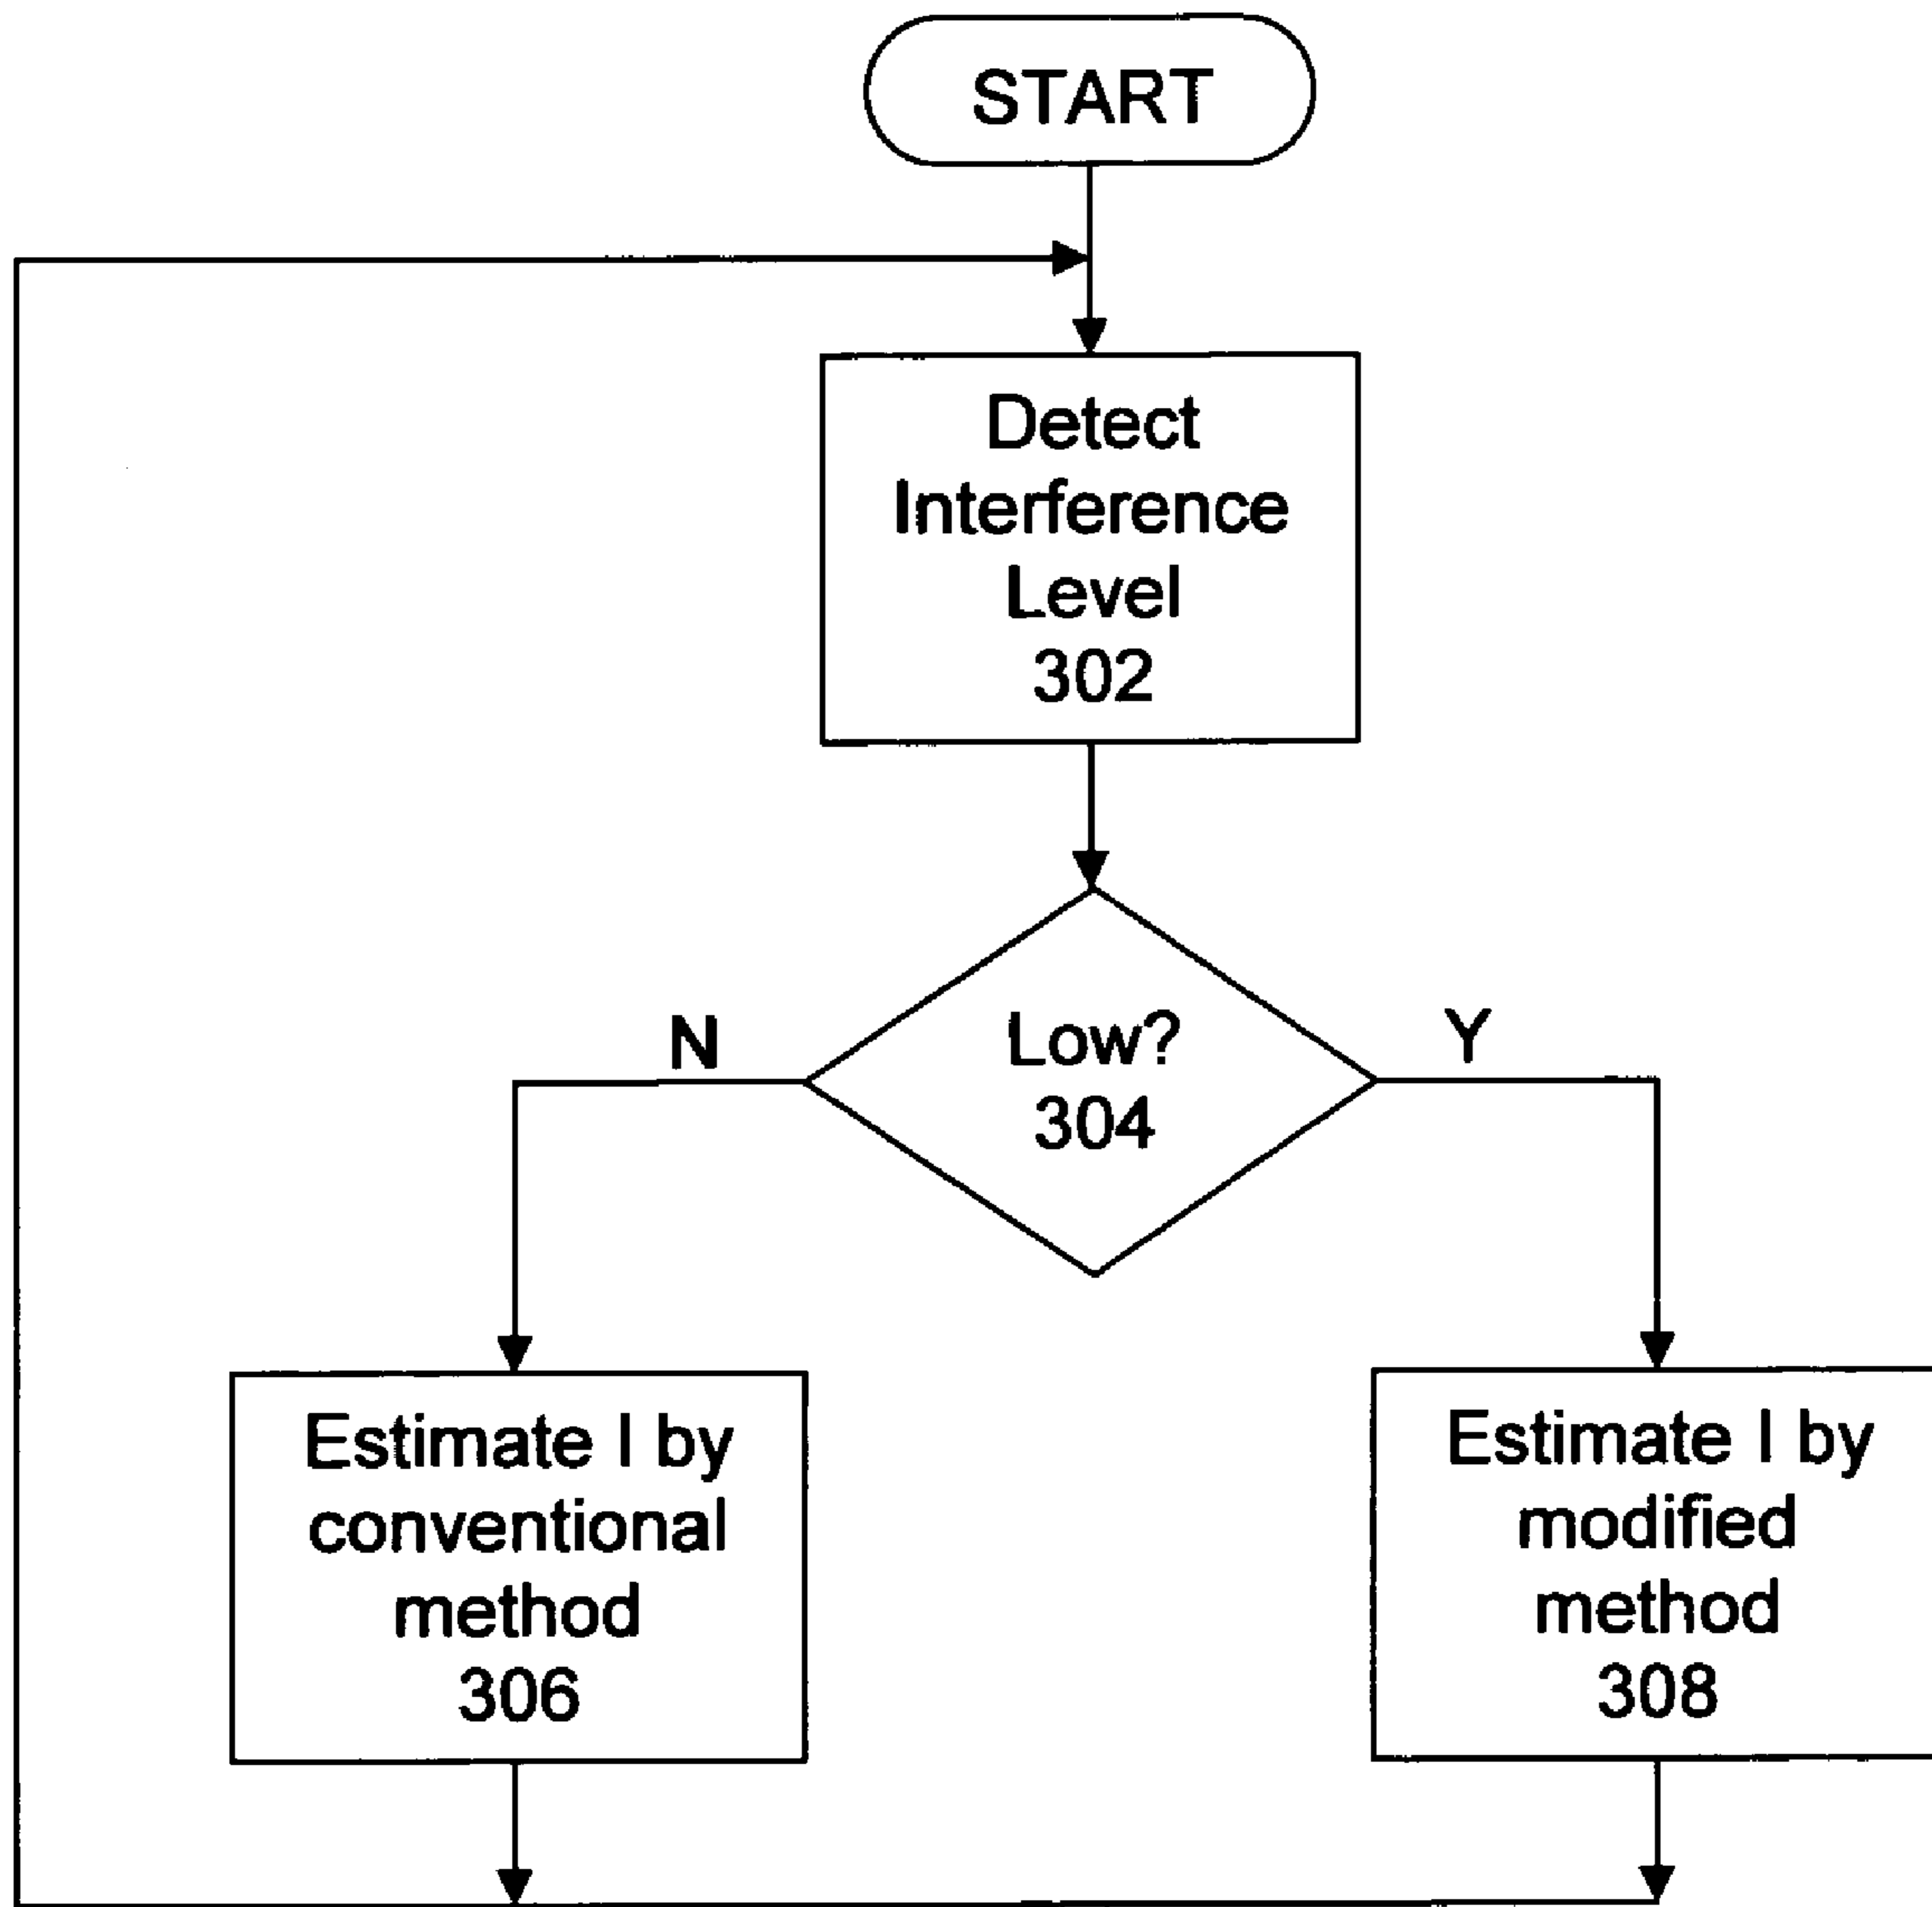 START
Detect
Interference
Level
302
Low?
304
N
Y
Estimate I by
conventional
method
306
Estimate I by
modified
method
308